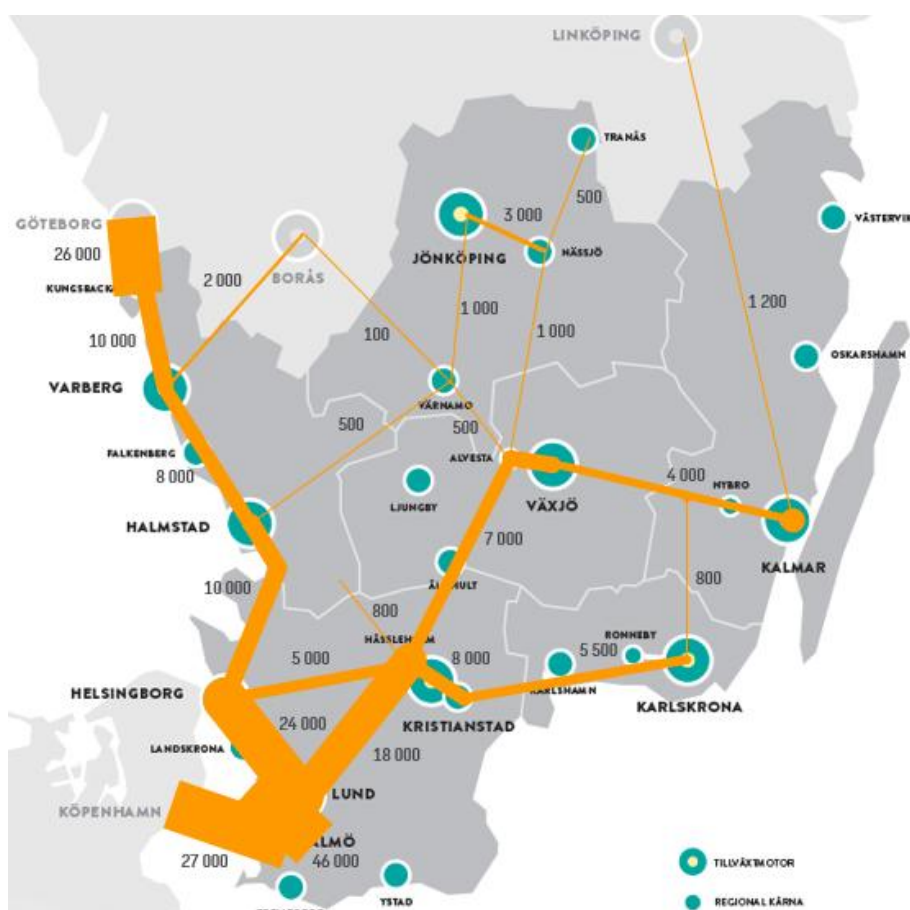 LINKÖPING
TRANÅS
500
3 000
GÖTEBORG
VÄSTERVIK
26 000
JÖNKÖPING
NÄSSJÖ
2 000
BORÅS
KUNGSBACK
1 000
1 200
100
1 000
10 000
OSKARSHAMN
VARBERG
VÄRNAMO
500
500
FALKENBERG
ALVESTA
8 000
4 000
LJUNGBY
VÄXJÖ
NYBRO
HALMSTAD
7 000
KALMAR
10 000
800
800
RONNEBY
5 000
8 000
5 500
HELSINGBORG
KARLSHAMN
KRISTIANSTAD
KARLSKRONA
24 000
LANDSKRONA
18 000
LUND
KÖPENHAMN
ALMÖ
27 000
46 000
TILLVÄXTMOTOR
YSTAD
REGIONAL KÄRNA